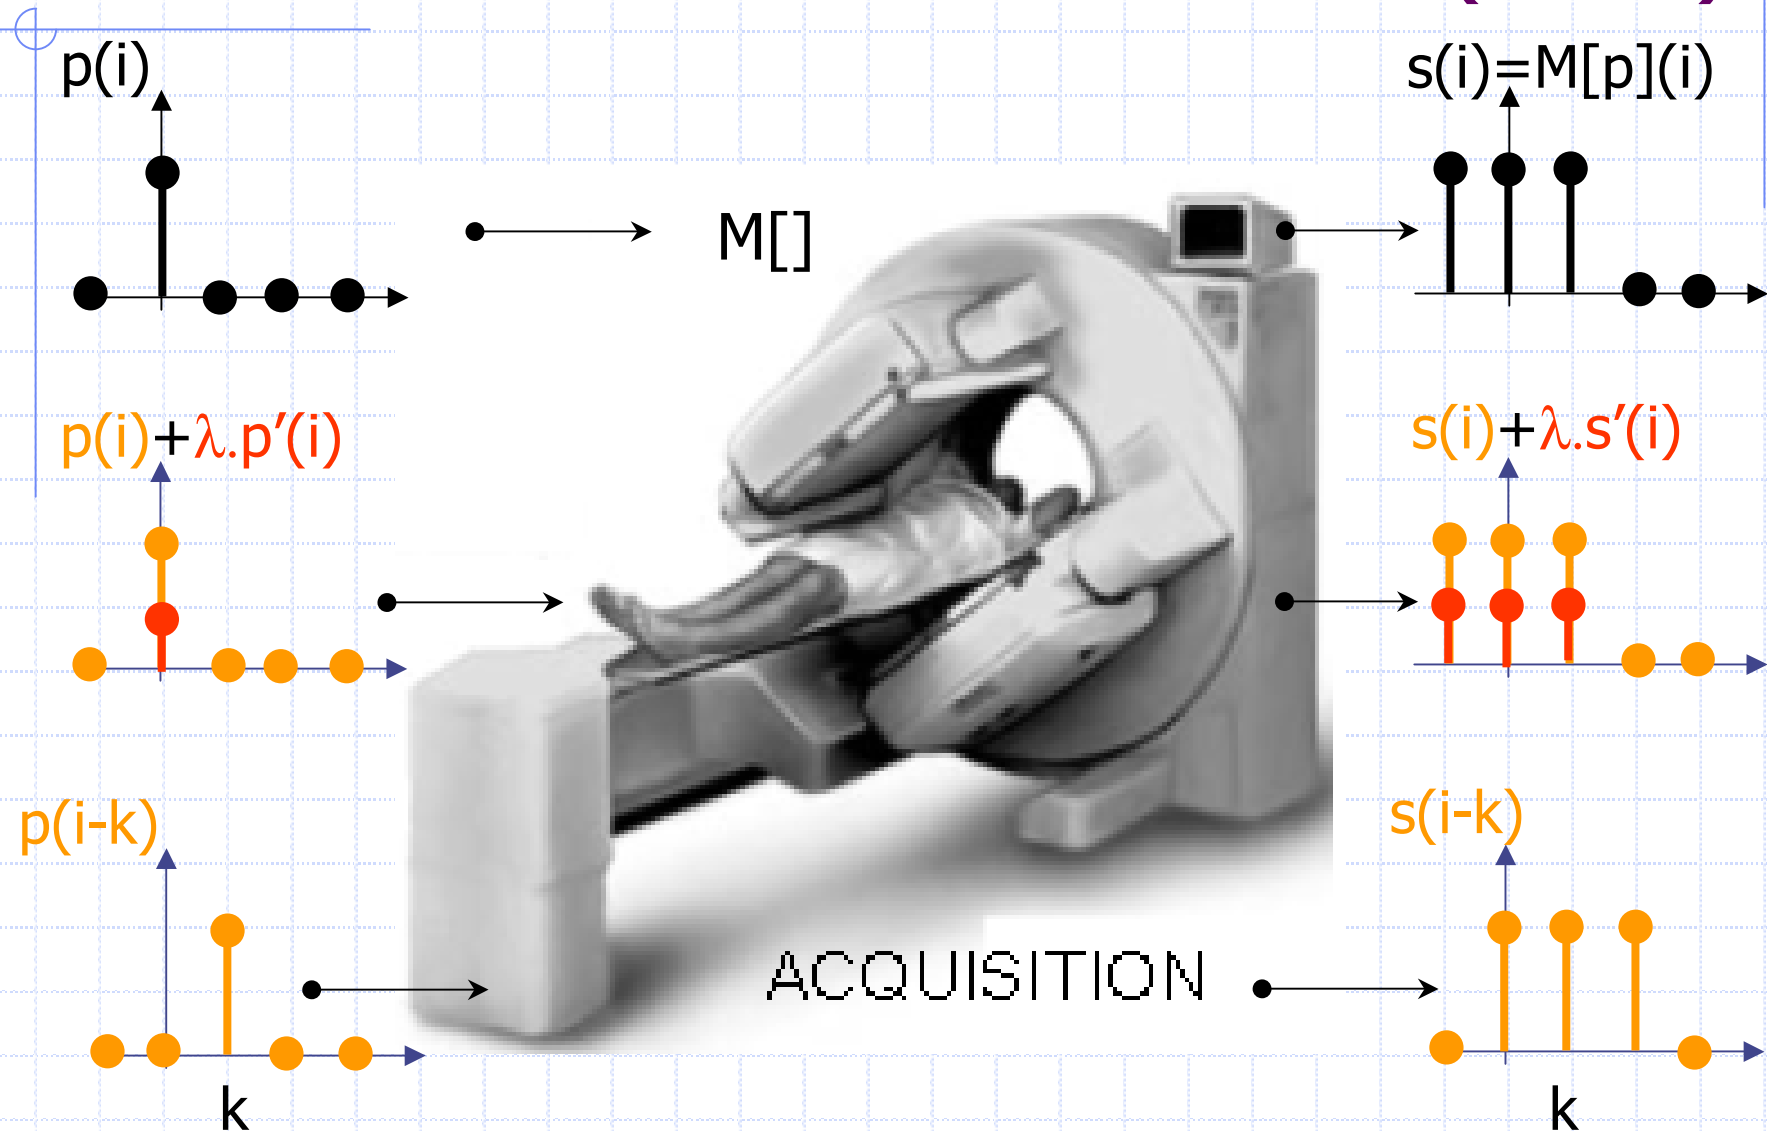 p(i)
s(i)=M[p](i)
M[]
p(i)+λ.p′(i)
s(i)+λ.s′(i)
p(i-k)
s(i-k)
ACQUISITION
k
k